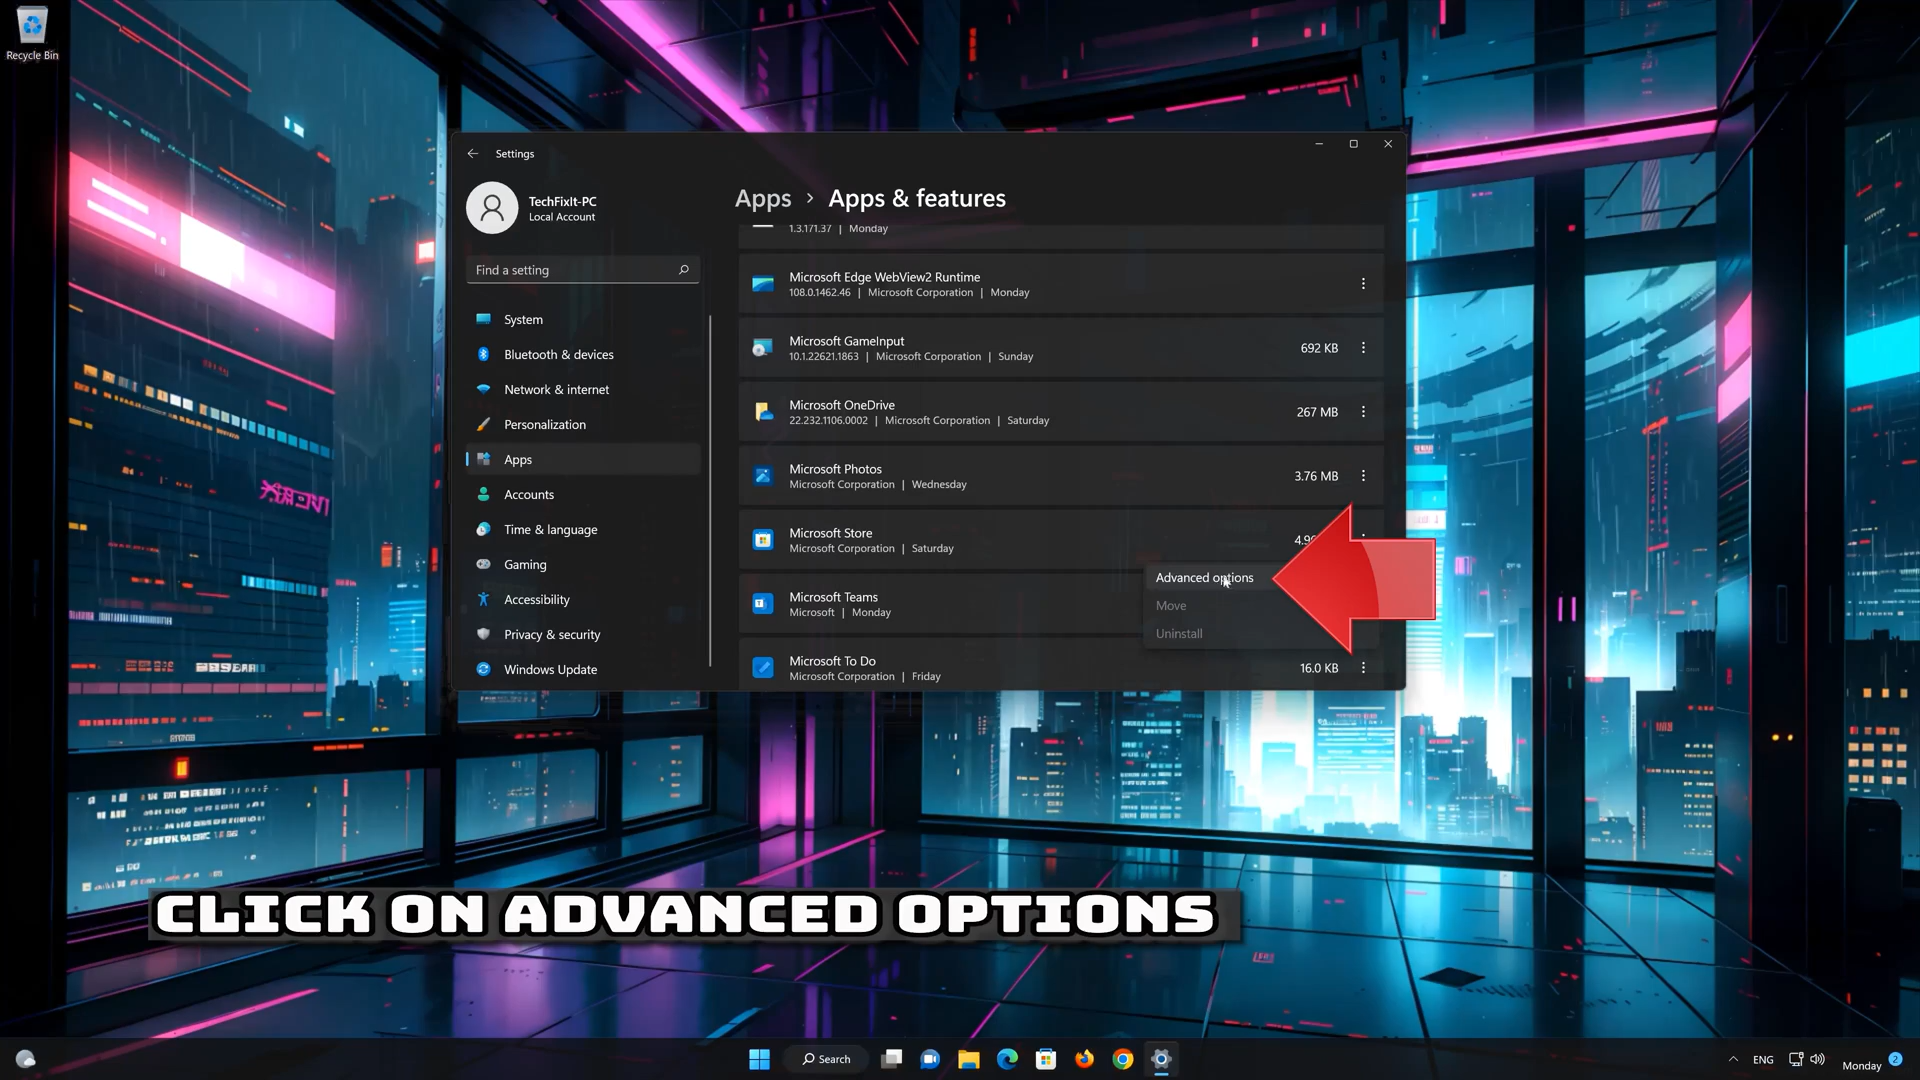 Recycle Bin
Settings
TechFixIt-PC
Local Account
Find a setting
System
Bluetooth & devices
Network & internet
Personalization
Apps
Accounts
Time & language
Gaming
Accessibility
Privacy & security
Windows Update
Apps > Apps & features
1.3.171.37 | Monday
Microsoft Edge WebView2 Runtime
108.0.1462.46 | Microsoft Corporation | Monday
Microsoft GameInput
10.1.22621.1863 | Microsoft Corporation | Sunday
692 KB
Microsoft OneDrive
22.232.1106.0002 | Microsoft Corporation | Saturday
267 MB
Microsoft Photos
Microsoft Corporation | Wednesday
3.76 MB
Microsoft Store
Microsoft Corporation | Saturday
Microsoft Teams
Microsoft | Monday
Advanced options
Move
Uninstall
Microsoft To Do
Microsoft Corporation | Friday
16.0 KB
CLICK ON ADVANCED OPTIONS
Search
ENG
Monday
2